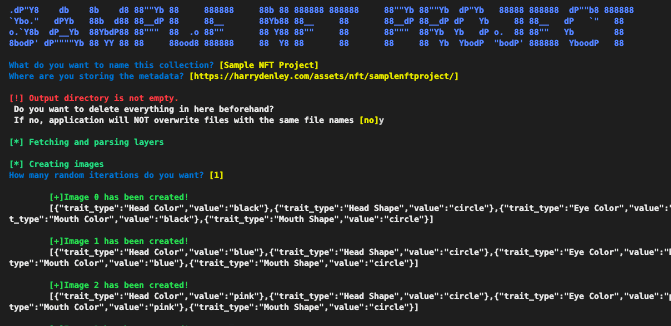 .dP"Y8    db    8b    d8 88""Yb 88     888888     88b 88 888888 888888     88""Yb 88""Yb  dP"Yb   88888 888888  dP""b8 888888
`Ybo."   dPYb   88b  d88 88__dP 88     88__       88Yb88 88__     88       88__dP 88__dP dP   Yb     88 88__   dP   `"   88
o.`Y8b  dP__Yb  88YbdP88 88"""  88  .o 88""       88 Y88 88""     88       88"""  88"Yb  Yb   dP o.  88 88""   Yb        88
8bodP' dP""""Yb 88 YY 88 88     88ood8 888888     88  Y8 88       88       88     88  Yb  YbodP  "bodP' 888888  YboodP   88
What do you want to name this collection? [Sample NFT Project]
Where are you storing the metadata? [https://harrydenley.com/assets/nft/samplenftproject/]
[!] Output directory is not empty.
Do you want to delete everything in here beforehand?
If no, application will NOT overwrite files with the same file names [no]y
[*] Fetching and parsing layers
[*] Creating images
How many random iterations do you want? [1]
[+]Image 0 has been created!
[{"trait_type":"Head Color","value":"black"},{"trait_type":"Head Shape","value":"circle"},{"trait_type":"Eye Color","value":"
t_type":"Mouth Color","value":"black"},{"trait_type":"Mouth Shape","value":"circle"}]
[+]Image 1 has been created!
[{"trait_type":"Head Color","value":"blue"},{"trait_type":"Head Shape","value":"circle"},{"trait_type":"Eye Color","value":"b
type":"Mouth Color","value":"blue"},{"trait_type":"Mouth Shape","value":"circle"}]
[+]Image 2 has been created!
[{"trait_type":"Head Color","value":"pink"},{"trait_type":"Head Shape","value":"circle"},{"trait_type":"Eye Color","value":"p
type":"Mouth Color","value":"pink"},{"trait_type":"Mouth Shape","value":"circle"}]